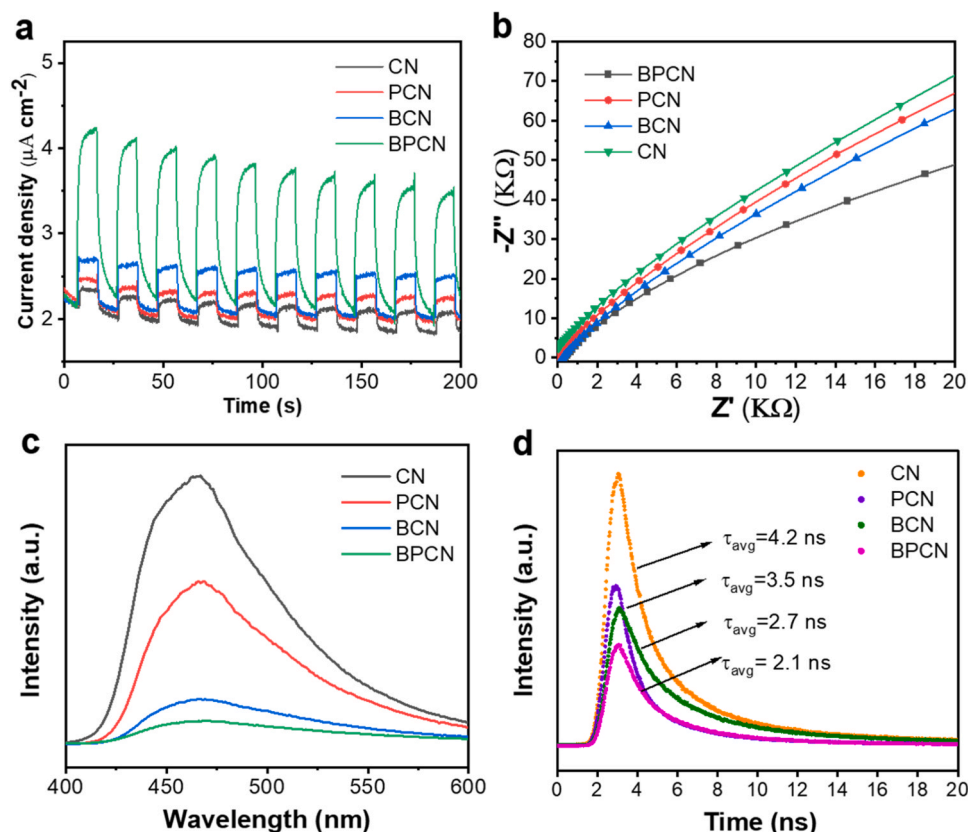 a
Current density (μA cm⁻²)
5
4
3
2
CN
PCN
BCN
BPCN
0 50 100 150 200
Time (s)
b
-Z'' (KΩ)
80
70
60
50
40
30
20
10
0
BPCN
PCN
BCN
CN
0 2 4 6 8 10 12 14 16 18 20
Z' (KΩ)
c
Intensity (a.u.)
CN
PCN
BCN
BPCN
400 450 500 550 600
Wavelength (nm)
d
Intensity (a.u.)
CN
PCN
BCN
BPCN
τavg=4.2 ns
τavg=3.5 ns
τavg=2.7 ns
τavg= 2.1 ns
0 2 4 6 8 10 12 14 16 18 20
Time (ns)